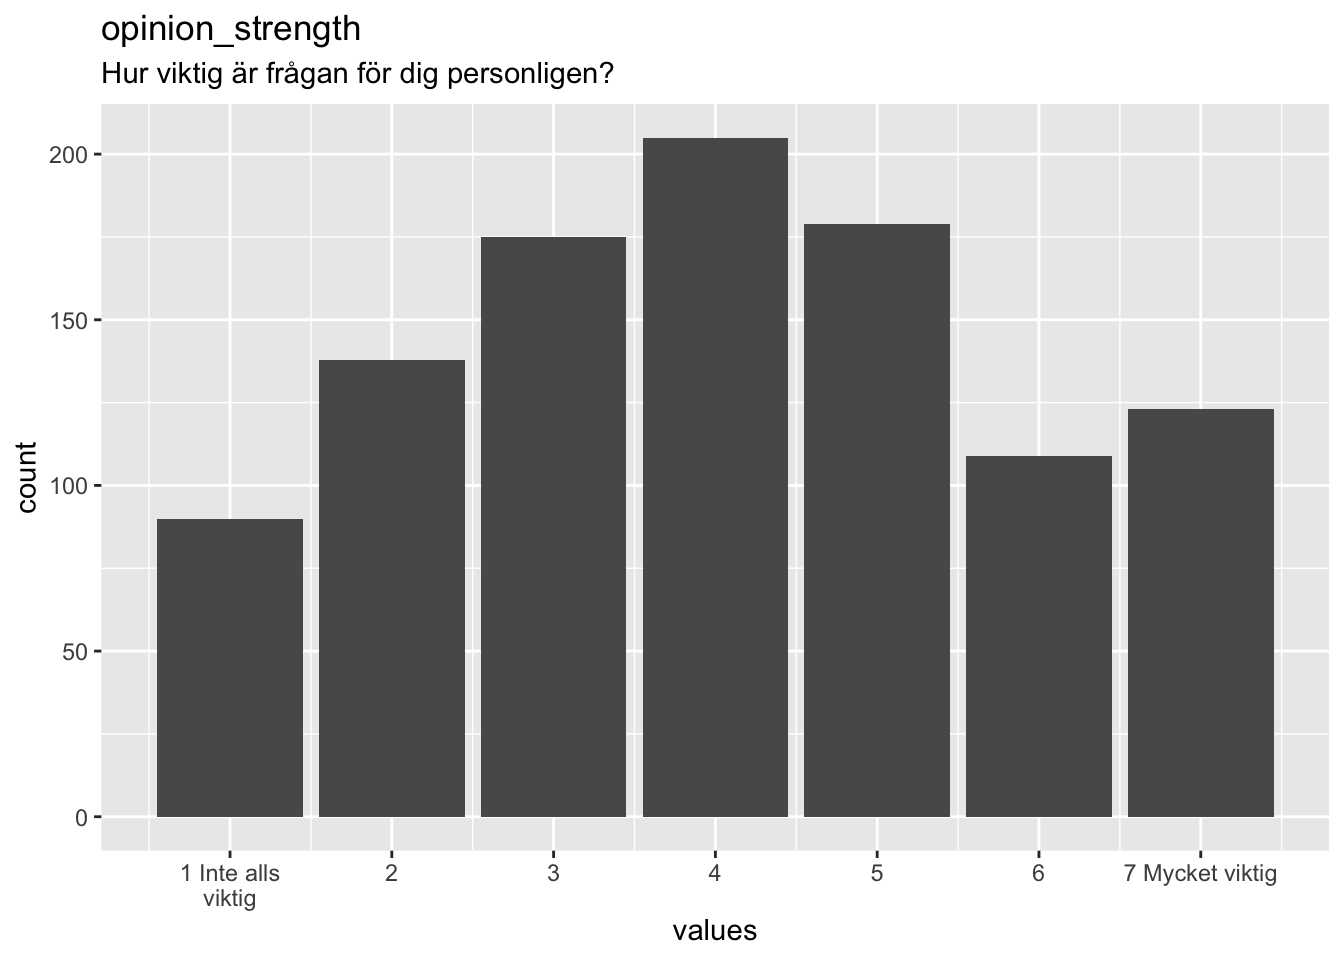 opinion_strength
Hur viktig är frågan för dig personligen?
200
150
100
50
0
count
1 Inte alls
viktig
2
3
4
5
6
7 Mycket viktig
values